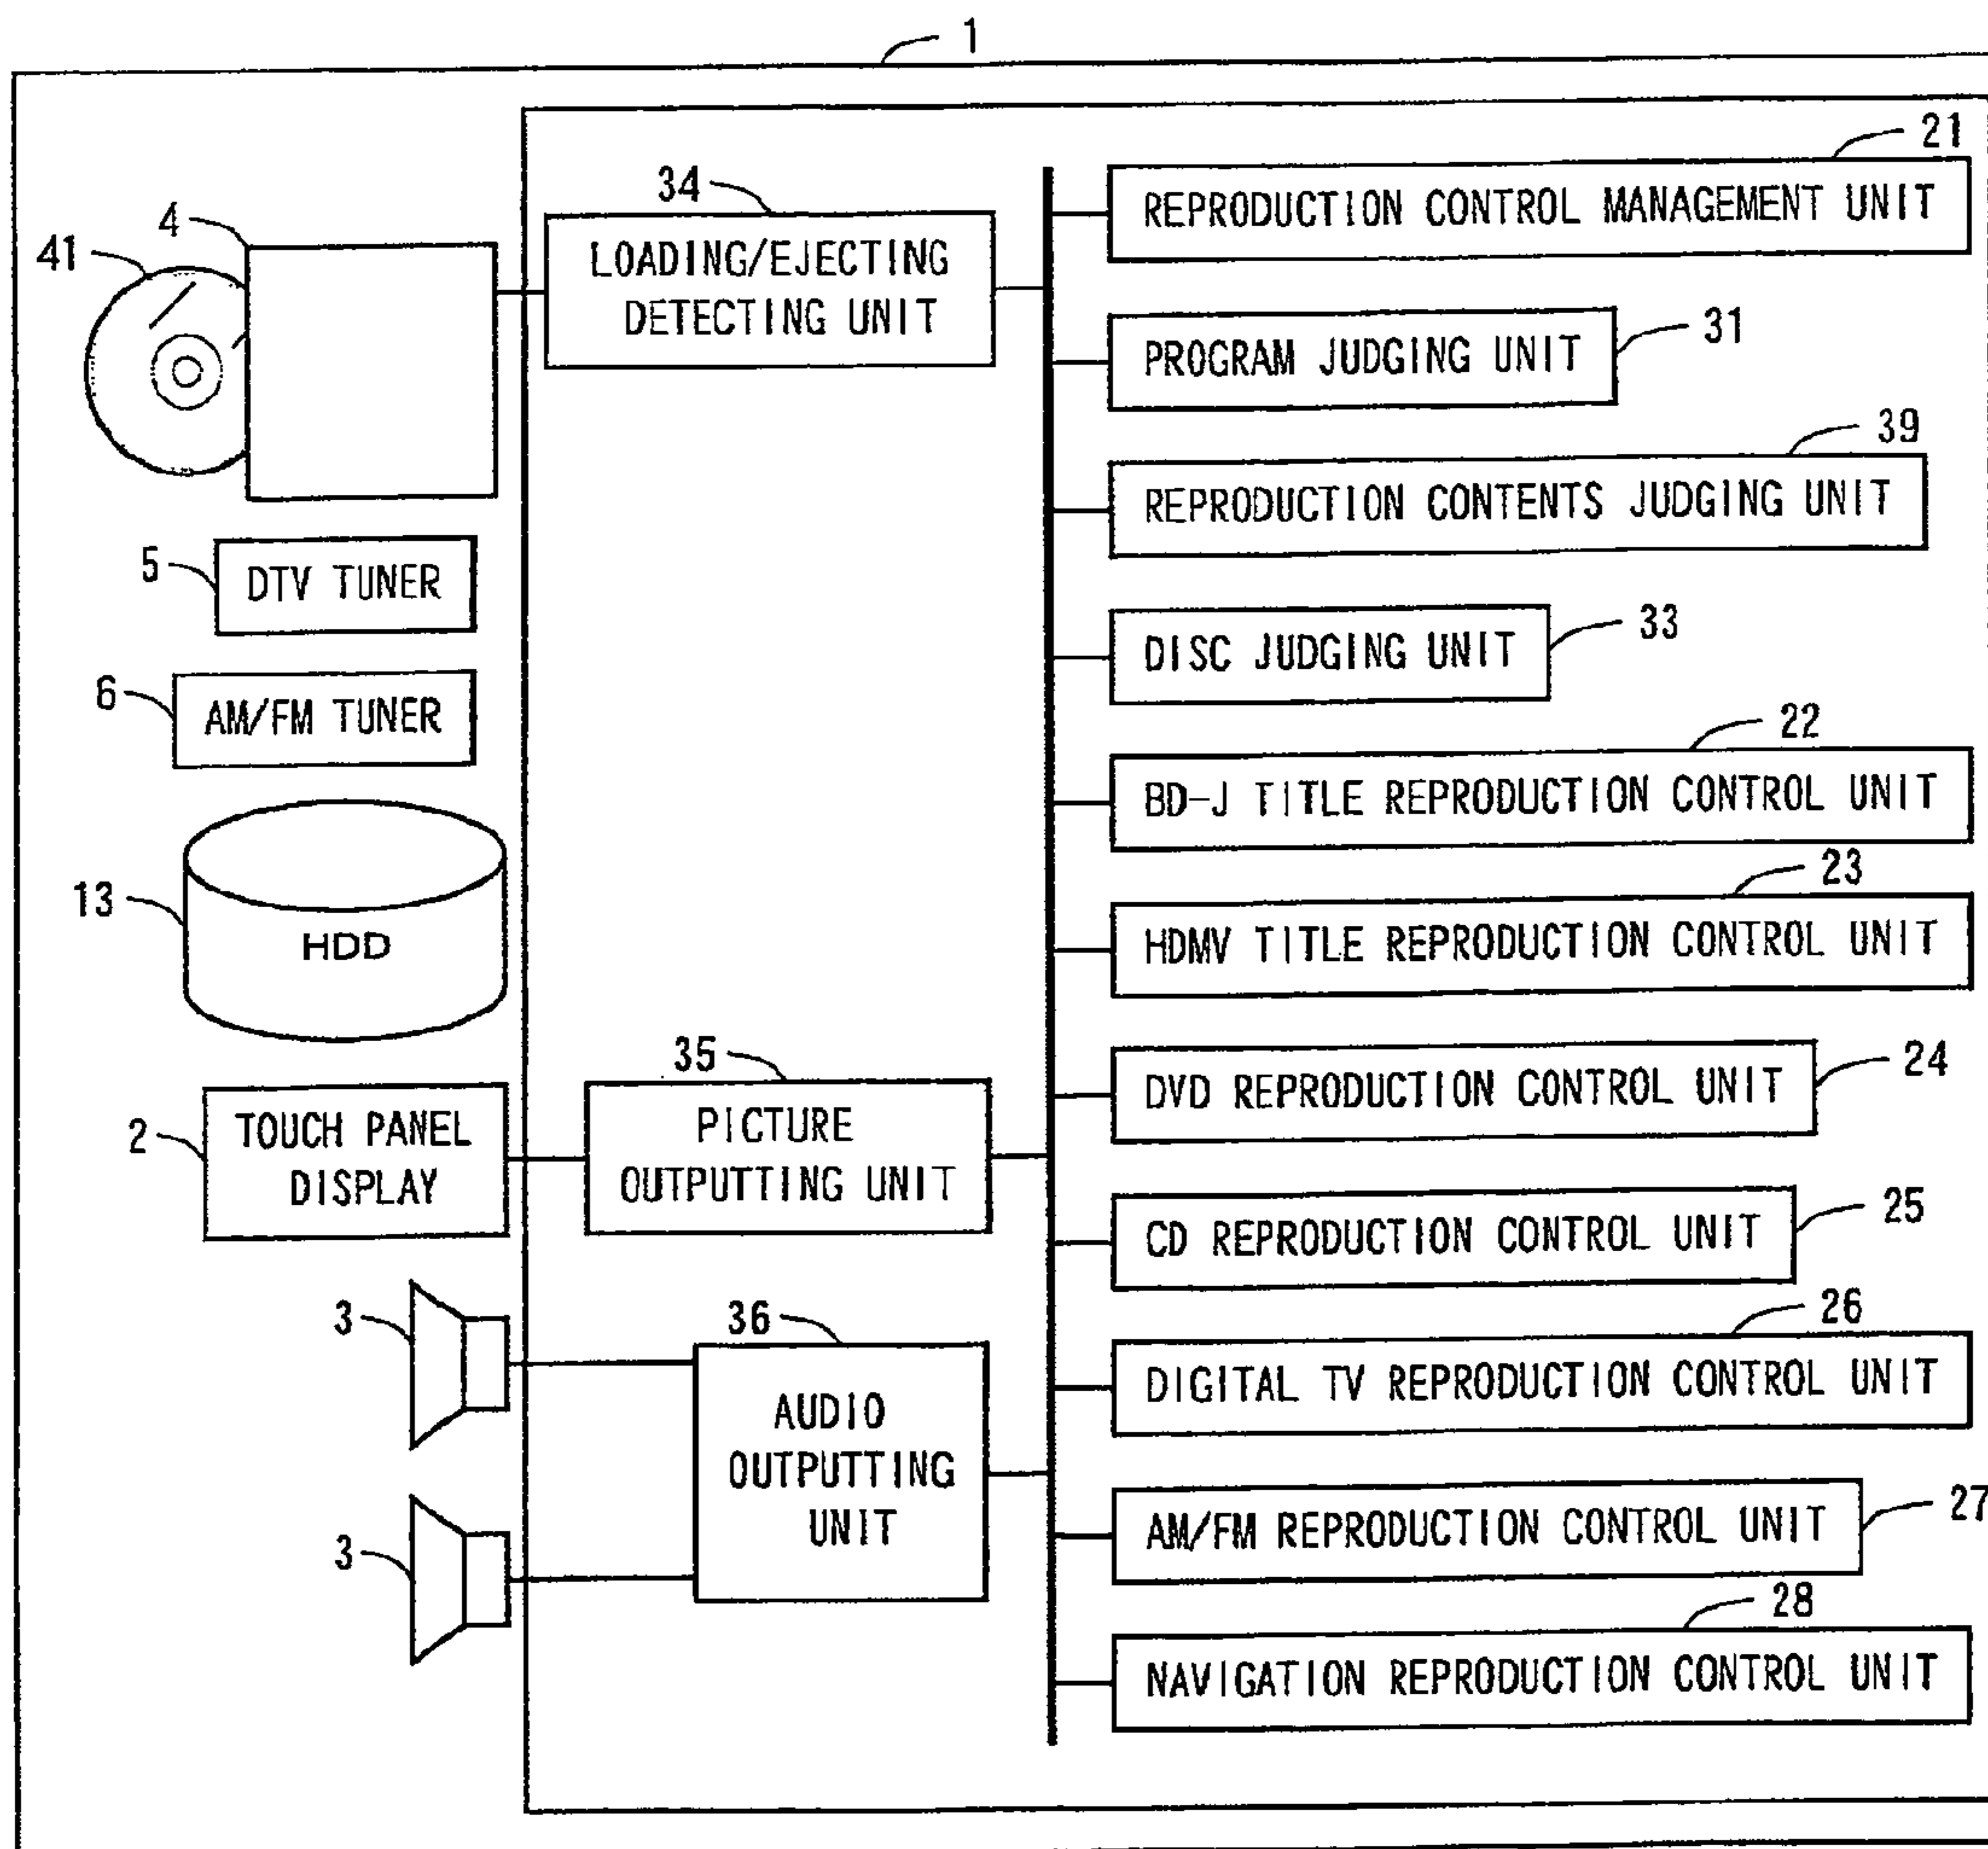 1
21
34
REPRODUCTION CONTROL MANAGEMENT UNIT
4
41
LOADING/EJECTING
DETECTING UNIT
31
PROGRAM JUDGING UNIT
39
REPRODUCTION CONTENTS JUDGING UNIT
5
DTV TUNER
33
DISC JUDGING UNIT
6
AM/FM TUNER
22
BD-J TITLE REPRODUCTION CONTROL UNIT
13
HDD
23
HDMV TITLE REPRODUCTION CONTROL UNIT
35
24
DVD REPRODUCTION CONTROL UNIT
2
TOUCH PANEL
DISPLAY
PICTURE
OUTPUTTING UNIT
25
CD REPRODUCTION CONTROL UNIT
3
36
26
DIGITAL TV REPRODUCTION CONTROL UNIT
AUDIO
OUTPUTTING
UNIT
3
27
AM/FM REPRODUCTION CONTROL UNIT
28
NAVIGATION REPRODUCTION CONTROL UNIT